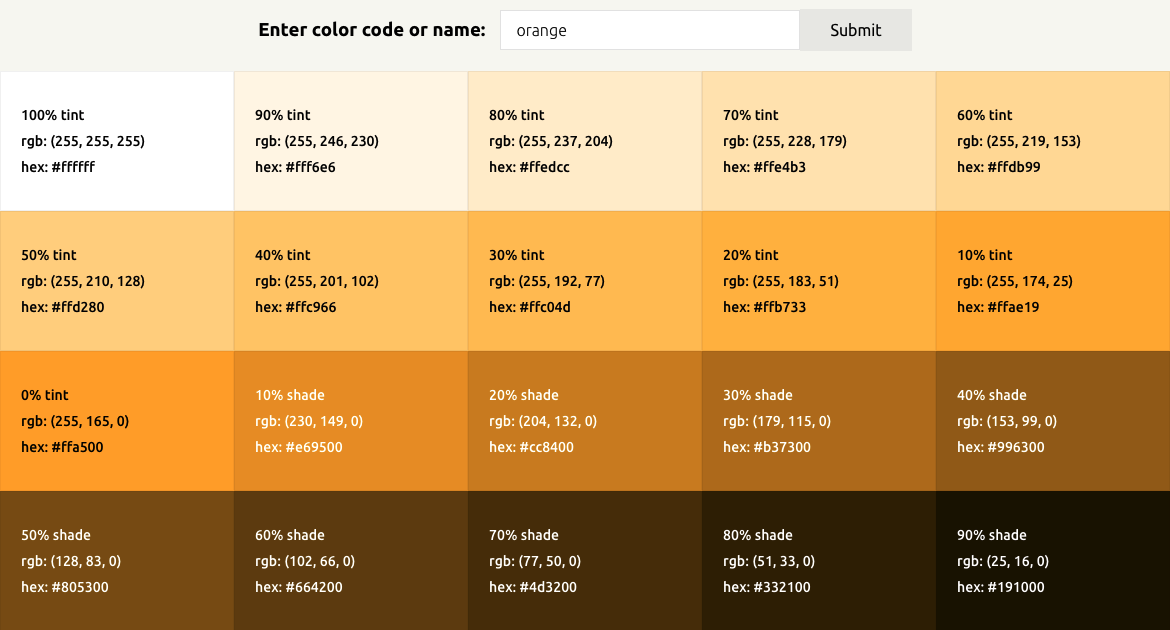 Enter color code or name: orange Submit
100% tint
rgb: (255, 255, 255)
hex: #ffffff
90% tint
rgb: (255, 246, 230)
hex: #fff6e6
80% tint
rgb: (255, 237, 204)
hex: #ffedcc
70% tint
rgb: (255, 228, 179)
hex: #ffe4b3
60% tint
rgb: (255, 219, 153)
hex: #ffdb99
50% tint
rgb: (255, 210, 128)
hex: #ffd280
40% tint
rgb: (255, 201, 102)
hex: #ffc966
30% tint
rgb: (255, 192, 77)
hex: #ffc04d
20% tint
rgb: (255, 183, 51)
hex: #ffb733
10% tint
rgb: (255, 174, 25)
hex: #ffae19
0% tint
rgb: (255, 165, 0)
hex: #ffa500
10% shade
rgb: (230, 149, 0)
hex: #e69500
20% shade
rgb: (204, 132, 0)
hex: #cc8400
30% shade
rgb: (179, 115, 0)
hex: #b37300
40% shade
rgb: (153, 99, 0)
hex: #996300
50% shade
rgb: (128, 83, 0)
hex: #805300
60% shade
rgb: (102, 66, 0)
hex: #664200
70% shade
rgb: (77, 50, 0)
hex: #4d3200
80% shade
rgb: (51, 33, 0)
hex: #332100
90% shade
rgb: (25, 16, 0)
hex: #191000